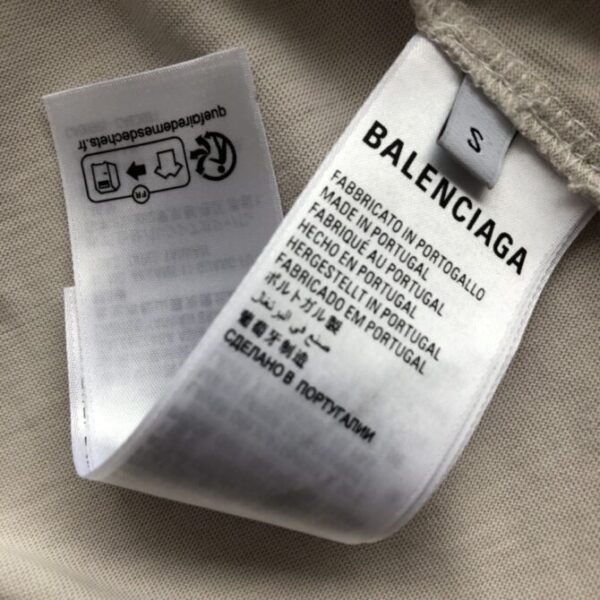 S
BALENCIAGA
FABBRICATO IN PORTOGALLO
MADE IN PORTUGAL
FABRIQUÉ AU PORTUGAL
HECHO EN PORTUGAL
HERGESTELLT IN PORTUGAL
FABRICADO EM PORTUGAL
ポルトガル製
صنع في البرتغال
葡萄牙制造
СДЕЛАНО В ПОРТУГАЛИИ
FR
quefairedemesdechets.fr